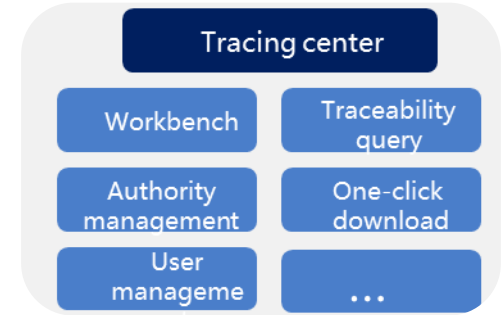 Tracing center
Workbench
Traceability
query
Authority
management
One-click
download
User
manageme
...